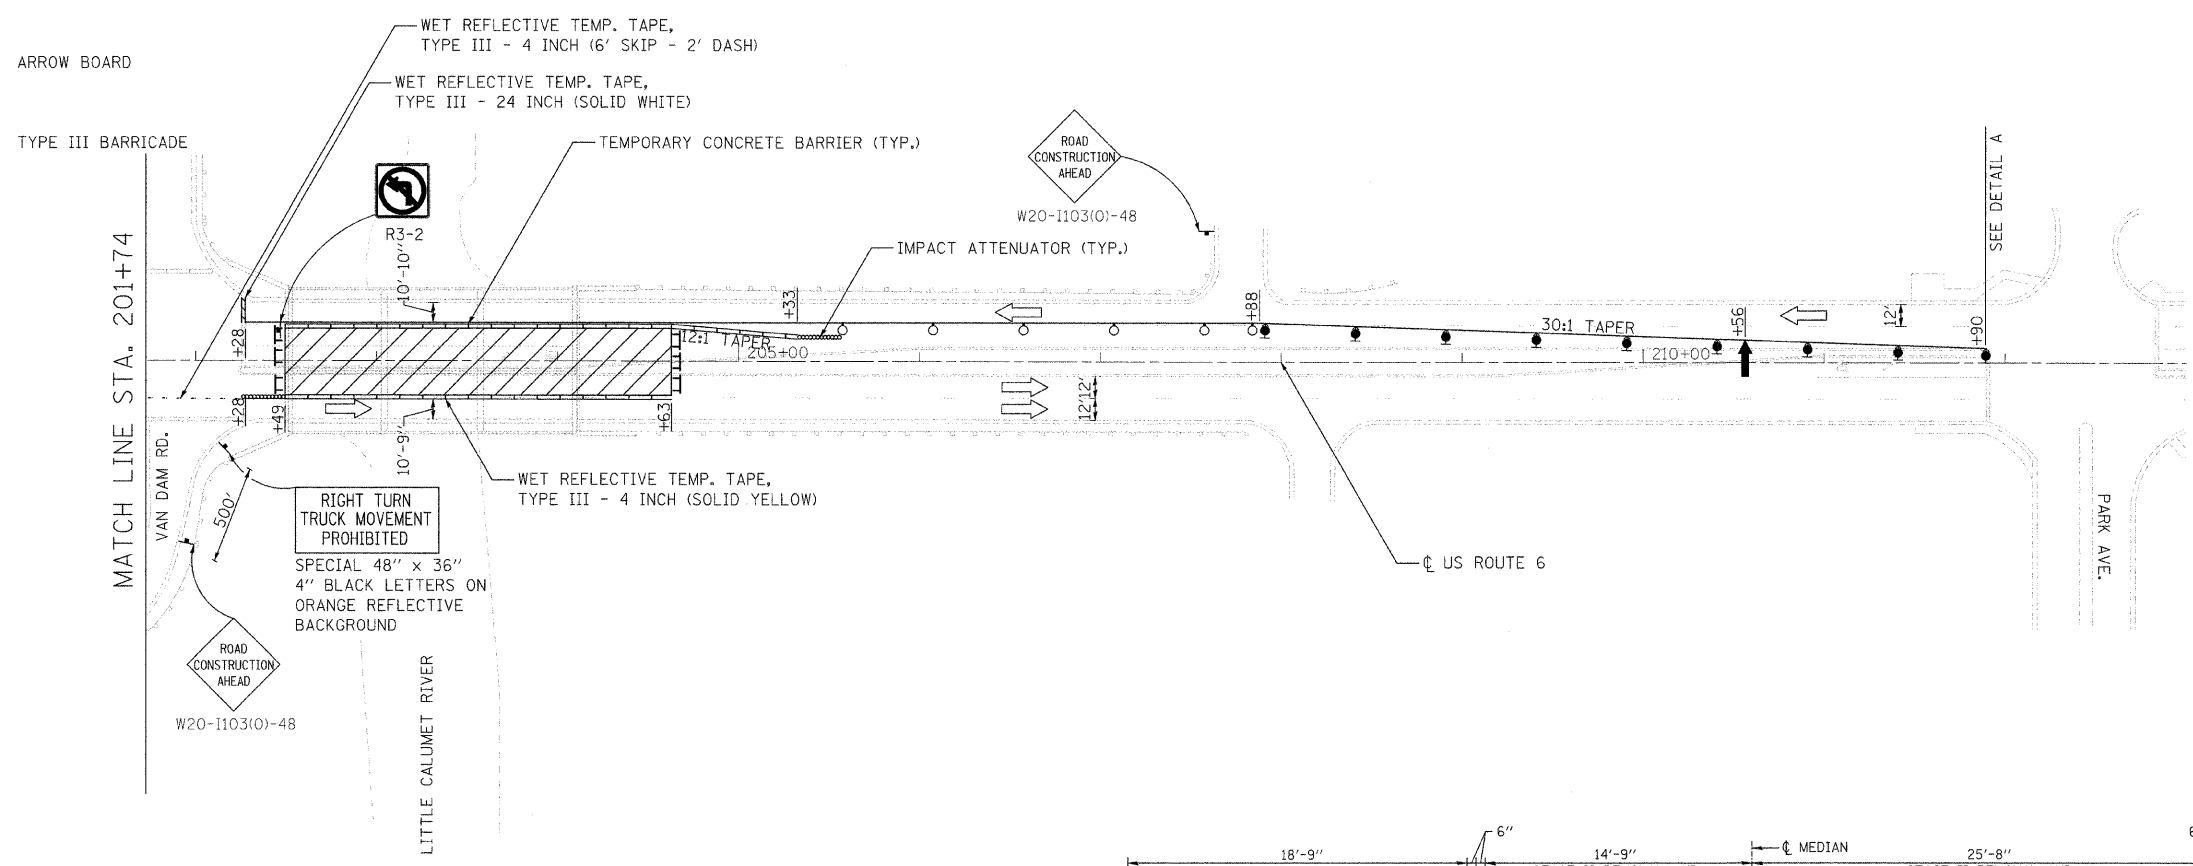 WET REFLECTIVE TEMP. TAPE,
TYPE III - 4 INCH (6' SKIP - 2' DASH)
ARROW BOARD
WET REFLECTIVE TEMP. TAPE,
TYPE III - 24 INCH (SOLID WHITE)
TYPE III BARRICADE
TEMPORARY CONCRETE BARRIER (TYP.)
ROAD
CONSTRUCTION
AHEAD
W20-I103(O)-48
SEE DETAIL A
R3-2
IMPACT ATTENUATOR (TYP.)
10'-10"
+33
+88
30:1 TAPER
+56
12'
+90
+28
12:1 TAPER
205+00
210+00
MATCH LINE STA. 201+74
+28
+49
10'-9"
+63
12'
12'
VAN DAM RD.
500'
RIGHT TURN
TRUCK MOVEMENT
PROHIBITED
SPECIAL 48" x 36"
4" BLACK LETTERS ON
ORANGE REFLECTIVE
BACKGROUND
WET REFLECTIVE TEMP. TAPE,
TYPE III - 4 INCH (SOLID YELLOW)
℄ US ROUTE 6
PARK AVE.
ROAD
CONSTRUCTION
AHEAD
W20-I103(O)-48
LITTLE CALUMET RIVER
6"
18'-9"
14'-9"
℄ MEDIAN
25'-8"